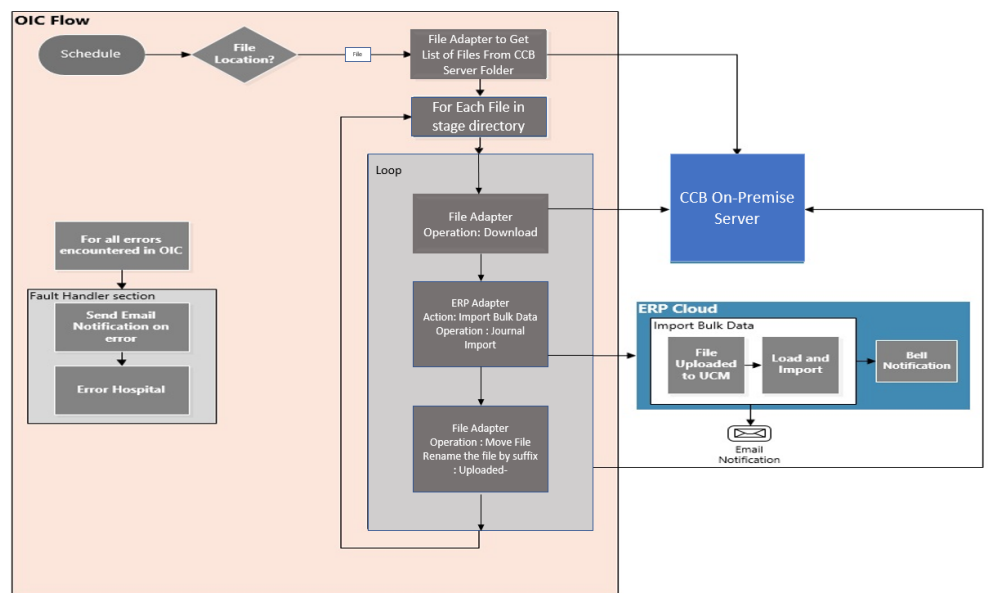 OIC Flow
Schedule
File
Location?
File
File Adapter to Get
List of Files From CCB
Server Folder
For Each File in
stage directory
Loop
File Adapter
Operation: Download
CCB On-Premise
Server
For all errors
encountered in OIC
Fault Handler section
Send Email
Notification on
error
Error Hospital
ERP Adapter
Action: Import Bulk Data
Operation : Journal
Import
ERP Cloud
Import Bulk Data
File
Uploaded
to UCM
Load and
Import
Bell
Notification
Email
Notification
File Adapter
Operation : Move File
Rename the file by suffix
: Uploaded-